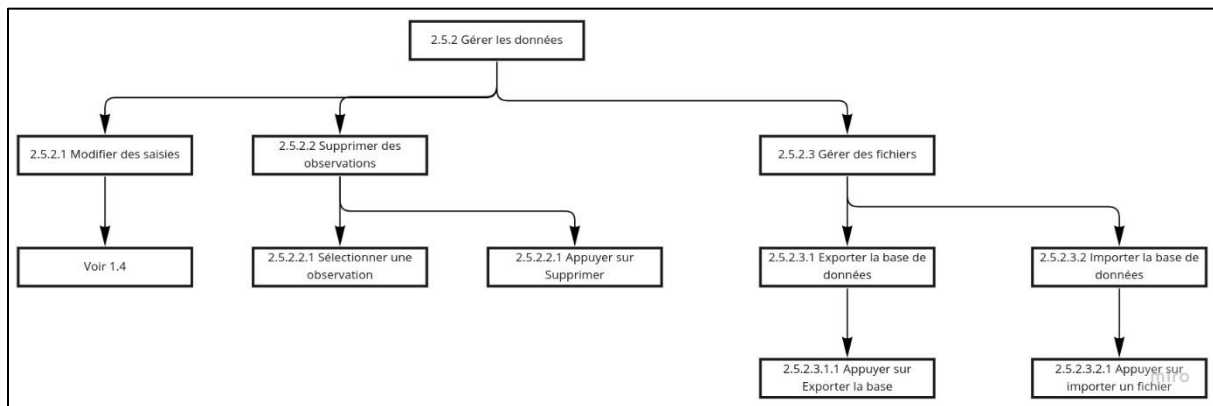 2.5.2 Gérer les données
2.5.2.1 Modifier des saisies
2.5.2.2 Supprimer des
observations
2.5.2.3 Gérer des fichiers
Voir 1.4
2.5.2.2.1 Sélectionner une
observation
2.5.2.2.1 Appuyer sur
Supprimer
2.5.2.3.1 Exporter la base de
données
2.5.2.3.2 Importer la base de
données
2.5.2.3.1.1 Appuyer sur
Exporter la base
2.5.2.3.2.1 Appuyer sur
importer un fichier
miro